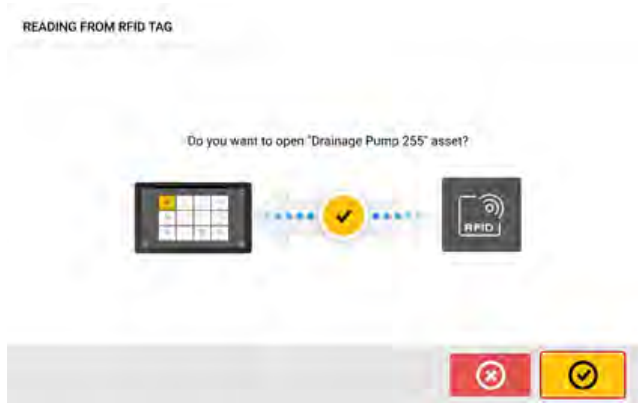 READING FROM RFID TAG
Do you want to open "Drainage Pump 255" asset?
RFID